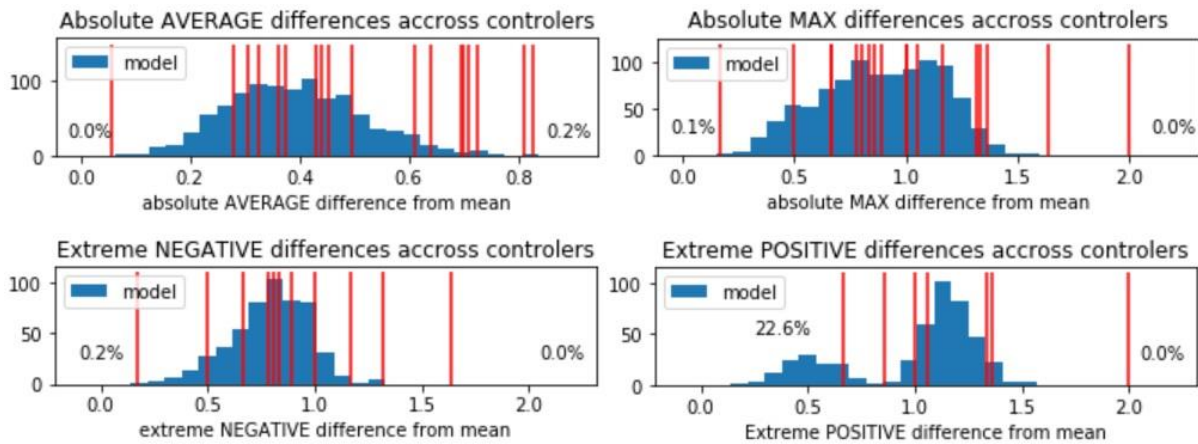 Absolute AVERAGE differences accross controlers
model
100
0.0%
0.2%
0
0.0 0.2 0.4 0.6 0.8
absolute AVERAGE difference from mean
Absolute MAX differences accross controlers
100
model
50
0.1%
0.0%
0
0.0 0.5 1.0 1.5 2.0
absolute MAX difference from mean
Extreme NEGATIVE differences accross controlers
100
model
50
0.2%
0.0%
0
0.0 0.5 1.0 1.5 2.0
extreme NEGATIVE difference from mean
Extreme POSITIVE differences accross controlers
100
model
22.6%
50
0.0%
0
0.0 0.5 1.0 1.5 2.0
Extreme POSITIVE difference from mean